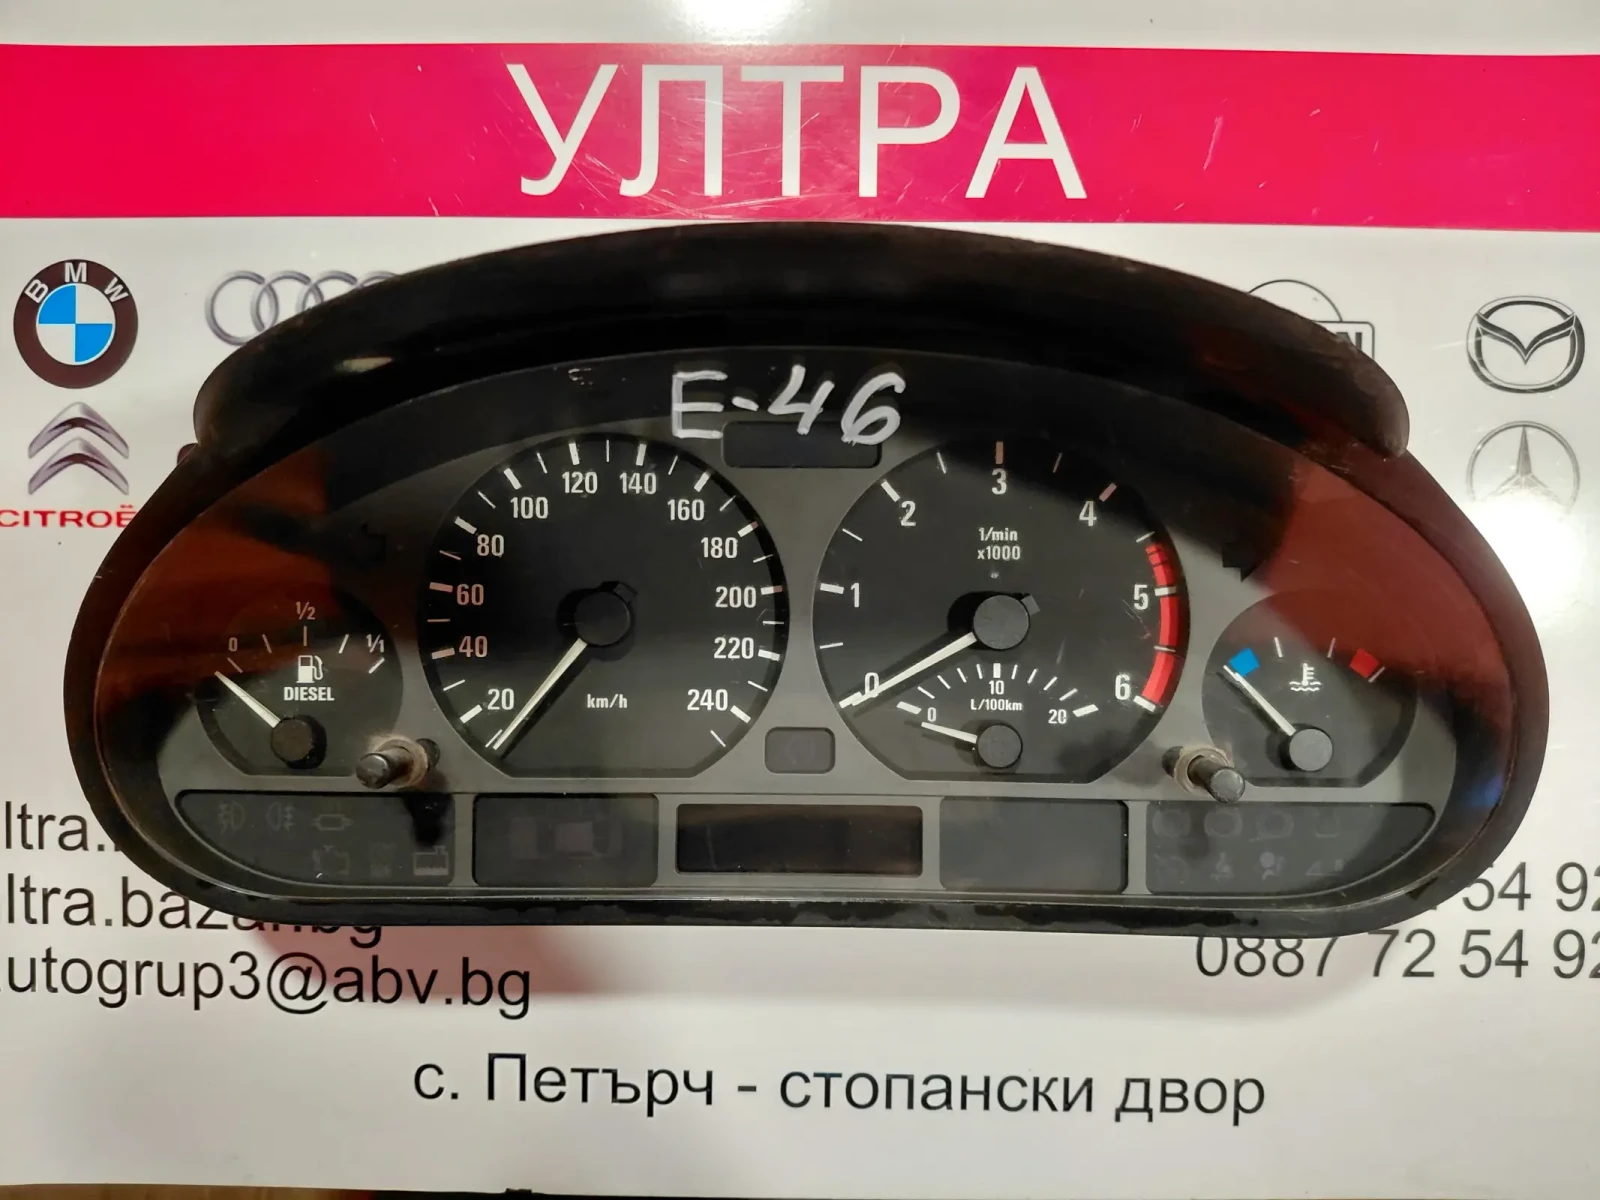 УЛТРА
BMW
E-46
CITROË
120 140
100 160
80 180
60 200
40 220
20 km/h 240
3
2 4
1/min
x1000
1 5
0 6
10
L/100km
0 20
1/2
0 1/1
DIESEL
ltra.
ltra.bazar.bg
utogrup3@abv.bg
54 92
0887 72 54 92
с. Петърч - стопански двор